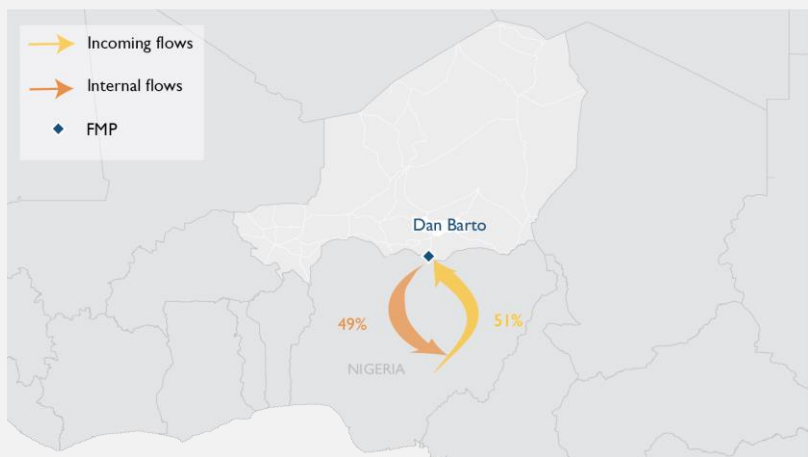 Incoming flows
Internal flows
FMP
Dan Barto
49%
51%
NIGERIA